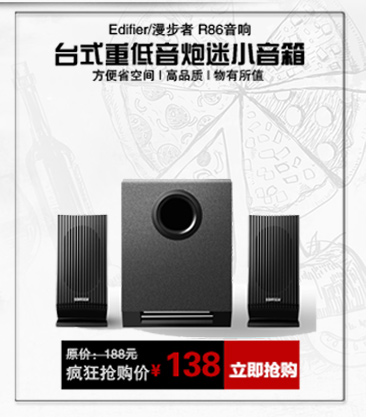 Edifier/漫步者 R86音响
台式重低音炮迷小音箱
方便省空间 | 高品质 | 物有所值
EDIFIER
EDIFIER
原价：188元
疯狂抢购价¥ 138 立即抢购